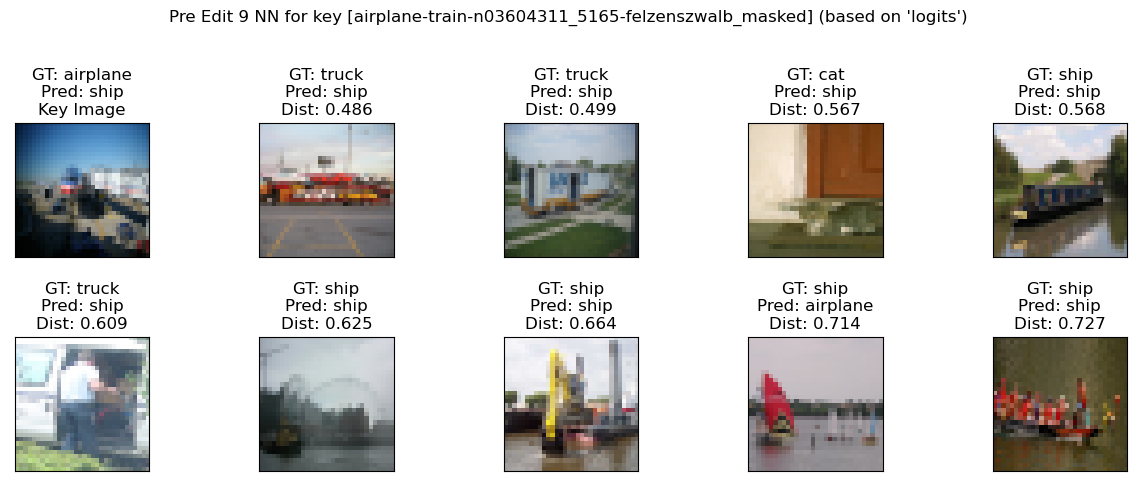 Pre Edit 9 NN for key [airplane-train-n03604311_5165-felzenszwalb_masked] (based on 'logits')
GT: airplane
Pred: ship
Key Image
GT: truck
Pred: ship
Dist: 0.486
GT: truck
Pred: ship
Dist: 0.499
GT: cat
Pred: ship
Dist: 0.567
GT: ship
Pred: ship
Dist: 0.568
GT: truck
Pred: ship
Dist: 0.609
GT: ship
Pred: ship
Dist: 0.625
GT: ship
Pred: ship
Dist: 0.664
GT: ship
Pred: airplane
Dist: 0.714
GT: ship
Pred: ship
Dist: 0.727